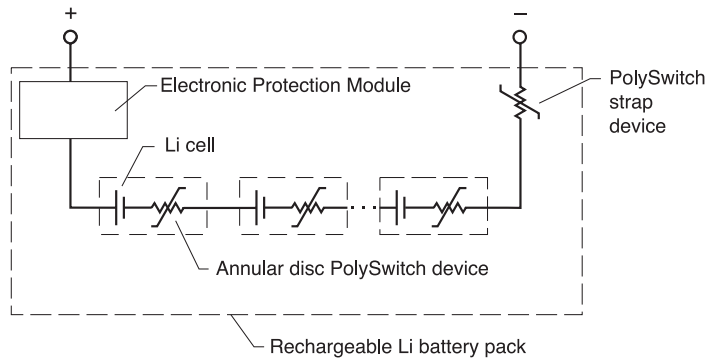 +
−
Electronic Protection Module
PolySwitch
strap
device
Li cell
Annular disc PolySwitch device
Rechargeable Li battery pack